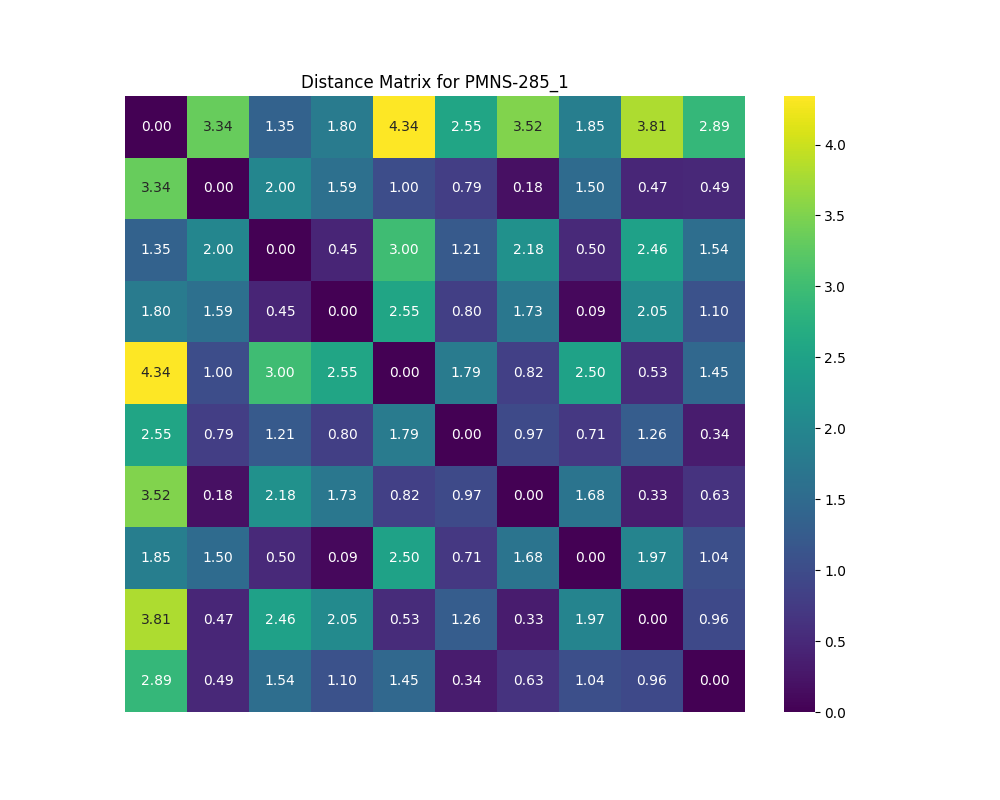 Distance Matrix for PMNS-285_1
0.00 3.34 1.35 1.80 4.34 2.55 3.52 1.85 3.81 2.89
3.34 0.00 2.00 1.59 1.00 0.79 0.18 1.50 0.47 0.49
1.35 2.00 0.00 0.45 3.00 1.21 2.18 0.50 2.46 1.54
1.80 1.59 0.45 0.00 2.55 0.80 1.73 0.09 2.05 1.10
4.34 1.00 3.00 2.55 0.00 1.79 0.82 2.50 0.53 1.45
2.55 0.79 1.21 0.80 1.79 0.00 0.97 0.71 1.26 0.34
3.52 0.18 2.18 1.73 0.82 0.97 0.00 1.68 0.33 0.63
1.85 1.50 0.50 0.09 2.50 0.71 1.68 0.00 1.97 1.04
3.81 0.47 2.46 2.05 0.53 1.26 0.33 1.97 0.00 0.96
2.89 0.49 1.54 1.10 1.45 0.34 0.63 1.04 0.96 0.00
4.0
3.5
3.0
2.5
2.0
1.5
1.0
0.5
0.0